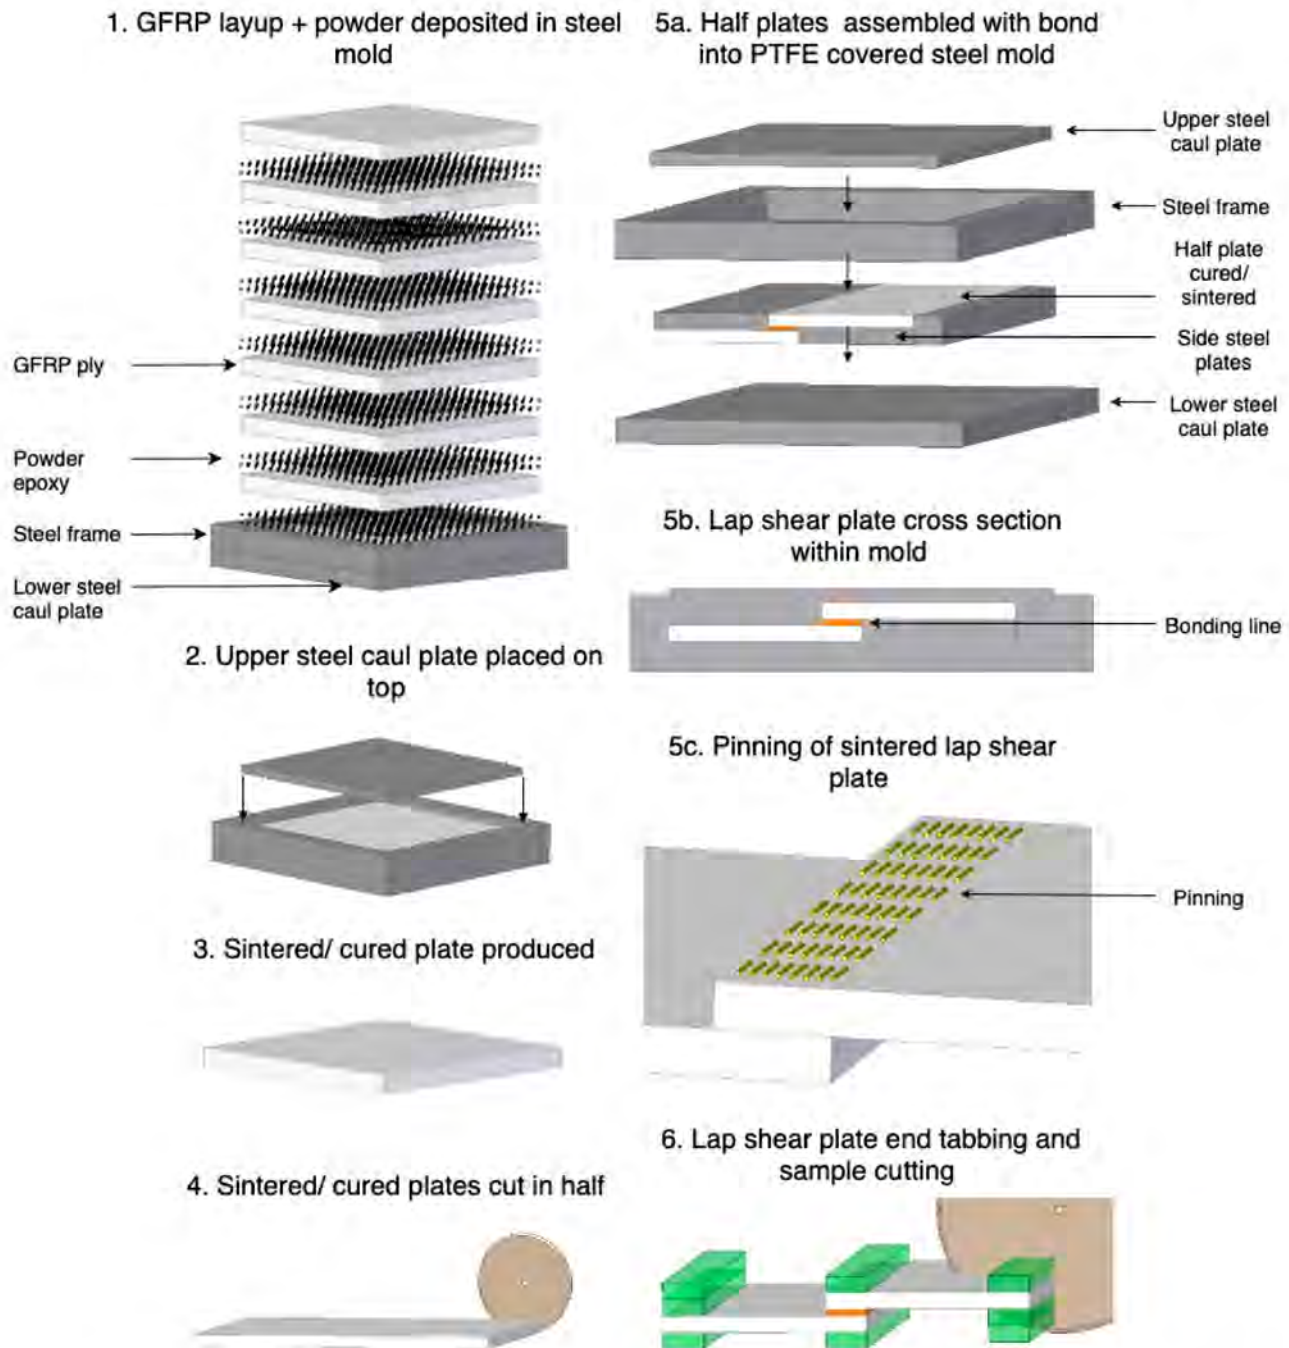 1. GFRP layup + powder deposited in steel
mold
GFRP ply
Powder
epoxy
Steel frame
Lower steel
caul plate
2. Upper steel caul plate placed on
top
3. Sintered/ cured plate produced
4. Sintered/ cured plates cut in half
5a. Half plates assembled with bond
into PTFE covered steel mold
Upper steel
caul plate
Steel frame
Half plate
cured/
sintered
Side steel
plates
Lower steel
caul plate
5b. Lap shear plate cross section
within mold
Bonding line
5c. Pinning of sintered lap shear
plate
Pinning
6. Lap shear plate end tabbing and
sample cutting